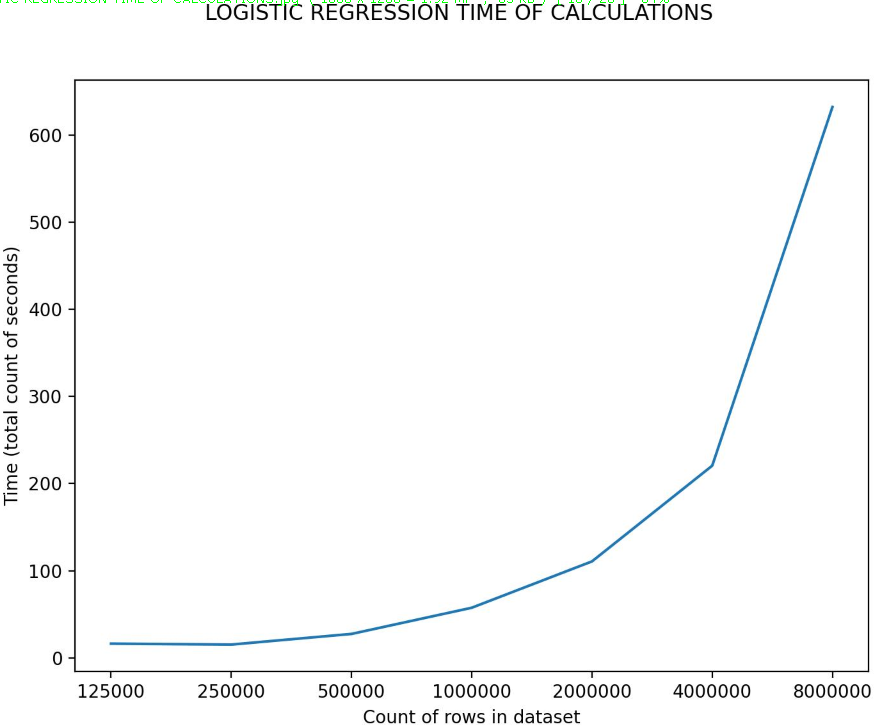 LOGISTIC REGRESSION TIME OF CALCULATIONS
Time (total count of seconds)
600
500
400
300
200
100
0
125000 250000 500000 1000000 2000000 4000000 8000000
Count of rows in dataset